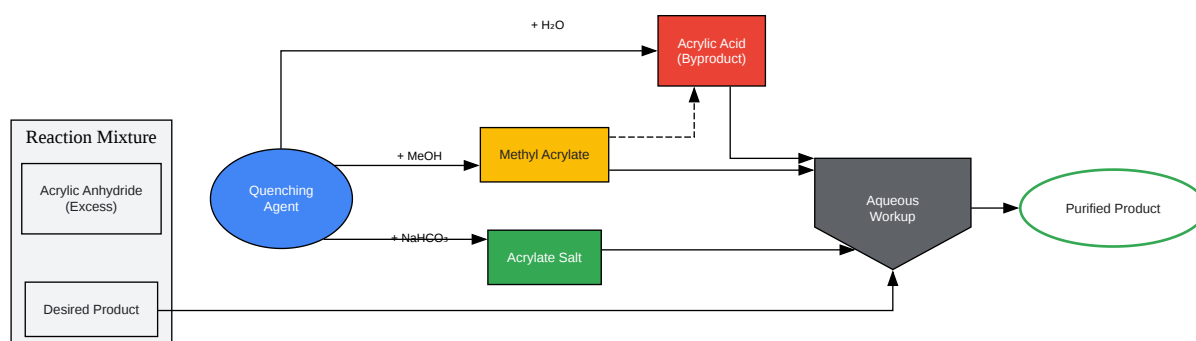 + H₂O
Acrylic Acid
(Byproduct)
Reaction Mixture
+ MeOH
Methyl Acrylate
Acrylic Anhydride
(Excess)
Quenching
Agent
Aqueous
Workup
Purified Product
+ NaHCO₃
Acrylate Salt
Desired Product